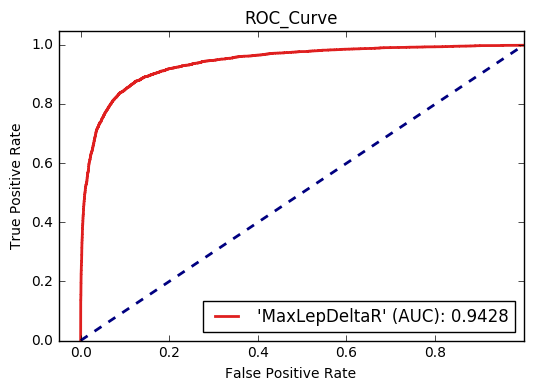 ROC_Curve
1.0
0.8
0.6
0.4
0.2
0.0
True Positive Rate
'MaxLepDeltaR' (AUC): 0.9428
0.0 0.2 0.4 0.6 0.8
False Positive Rate